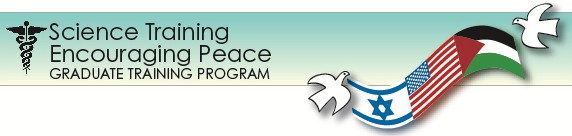 Science Training
Encouraging Peace
GRADUATE TRAINING PROGRAM